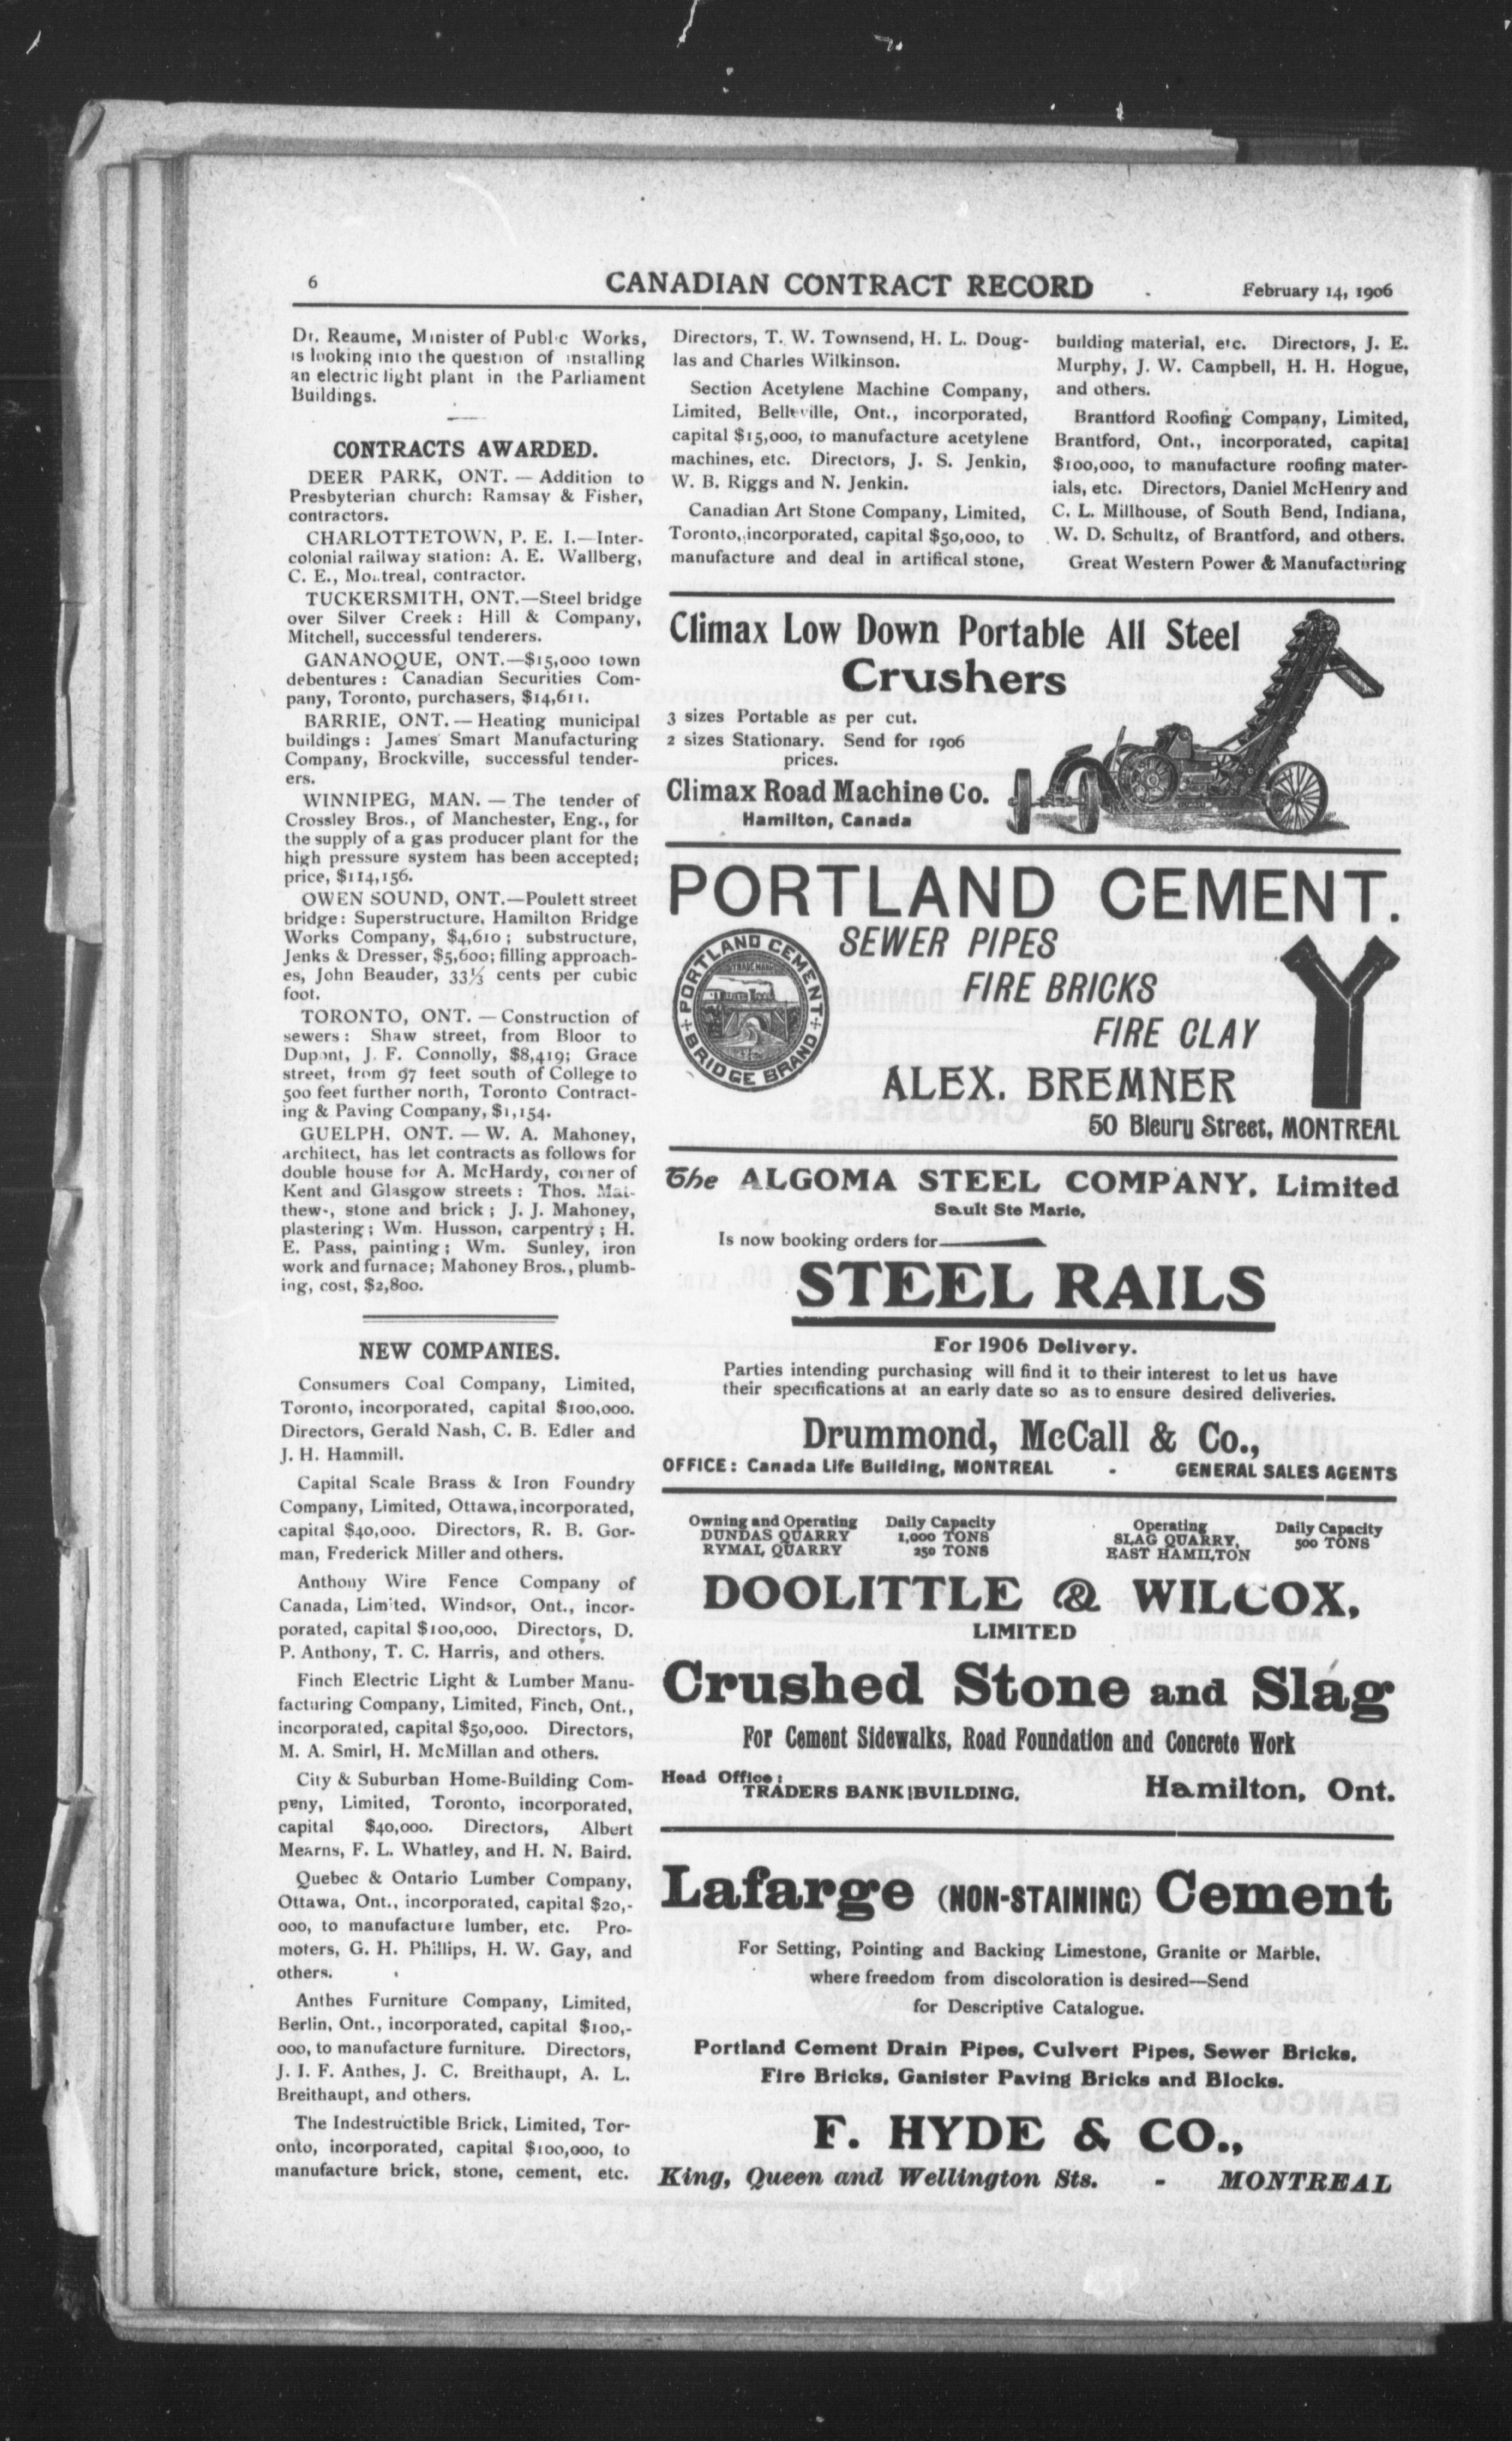 6
CANADIAN CONTRACT RECORD
February 14, 1906
Dr. Reaume, Minister of Public Works,
is looking into the question of installing
an electric light plant in the Parliament
Buildings.
CONTRACTS AWARDED.
DEER PARK, ONT. — Addition to
Presbyterian church: Ramsay & Fisher,
contractors.
CHARLOTTETOWN, P. E. I.—Inter-
colonial railway station: A. E. Wallberg,
C. E., Montreal, contractor.
TUCKERSMITH, ONT.—Steel bridge
over Silver Creek: Hill & Company,
Mitchell, successful tenderers.
GANANOQUE, ONT.—$15,000 town
debentures: Canadian Securities Com-
pany, Toronto, purchasers, $14,611.
BARRIE, ONT. — Heating municipal
buildings: James Smart Manufacturing
Company, Brockville, successful tender-
ers.
WINNIPEG, MAN. — The tender of
Crossley Bros., of Manchester, Eng., for
the supply of a gas producer plant for the
high pressure system has been accepted;
price, $114,156.
OWEN SOUND, ONT.—Poulett street
bridge: Superstructure, Hamilton Bridge
Works Company, $4,610; substructure,
Jenks & Dresser, $5,600; filling approach-
es, John Beauder, 33⅓ cents per cubic
foot.
TORONTO, ONT. — Construction of
sewers: Shaw street, from Bloor to
Dupont, J. F. Connolly, $8,419; Grace
street, from 97 feet south of College to
500 feet further north, Toronto Contract-
ing & Paving Company, $1,154.
GUELPH, ONT. — W. A. Mahoney,
architect, has let contracts as follows for
double house for A. McHardy, corner of
Kent and Glasgow streets: Thos. Mat-
thews, stone and brick; J. J. Mahoney,
plastering; Wm. Husson, carpentry; H.
E. Pass, painting; Wm. Sunley, iron
work and furnace; Mahoney Bros., plumb-
ing, cost, $2,800.
NEW COMPANIES.
Consumers Coal Company, Limited,
Toronto, incorporated, capital $100,000.
Directors, Gerald Nash, C. B. Edler and
J. H. Hammill.
Capital Scale Brass & Iron Foundry
Company, Limited, Ottawa, incorporated,
capital $40,000. Directors, R. B. Gor-
man, Frederick Miller and others.
Anthony Wire Fence Company of
Canada, Limited, Windsor, Ont., incor-
porated, capital $100,000. Directors, D.
P. Anthony, T. C. Harris, and others.
Finch Electric Light & Lumber Manu-
facturing Company, Limited, Finch, Ont.,
incorporated, capital $50,000. Directors,
M. A. Smirl, H. McMillan and others.
City & Suburban Home-Building Com-
pany, Limited, Toronto, incorporated,
capital $40,000. Directors, Albert
Mearns, F. L. Whatley, and H. N. Baird.
Quebec & Ontario Lumber Company,
Ottawa, Ont., incorporated, capital $20,-
000, to manufacture lumber, etc. Pro-
moters, G. H. Phillips, H. W. Gay, and
others.
Anthes Furniture Company, Limited,
Berlin, Ont., incorporated, capital $100,-
000, to manufacture furniture. Directors,
J. I. F. Anthes, J. C. Breithaupt, A. L.
Breithaupt, and others.
The Indestructible Brick, Limited, Tor-
onto, incorporated, capital $100,000, to
manufacture brick, stone, cement, etc.
Directors, T. W. Townsend, H. L. Doug-
las and Charles Wilkinson.
Section Acetylene Machine Company,
Limited, Belleville, Ont., incorporated,
capital $15,000, to manufacture acetylene
machines, etc. Directors, J. S. Jenkin,
W. B. Riggs and N. Jenkin.
Canadian Art Stone Company, Limited,
Toronto, incorporated, capital $50,000, to
manufacture and deal in artifical stone,
building material, etc. Directors, J. E.
Murphy, J. W. Campbell, H. H. Hogue,
and others.
Brantford Roofing Company, Limited,
Brantford, Ont., incorporated, capital
$100,000, to manufacture roofing mater-
ials, etc. Directors, Daniel McHenry and
C. L. Millhouse, of South Bend, Indiana,
W. D. Schultz, of Brantford, and others.
Great Western Power & Manufacturing
Climax Low Down Portable All Steel
Crushers
3 sizes Portable as per cut.
2 sizes Stationary. Send for 1906
prices.
Climax Road Machine Co.
Hamilton, Canada
PORTLAND CEMENT.
PORTLAND CEMENT
TRADE MARK
BRIDGE BRAND
SEWER PIPES
FIRE BRICKS
FIRE CLAY
ALEX. BREMNER
50 Bleury Street, MONTREAL
The ALGOMA STEEL COMPANY, Limited
Sault Ste Marie,
Is now booking orders for
STEEL RAILS
For 1906 Delivery.
Parties intending purchasing will find it to their interest to let us have
their specifications at an early date so as to ensure desired deliveries.
Drummond, McCall & Co.,
OFFICE: Canada Life Building, MONTREAL - GENERAL SALES AGENTS
Owning and Operating Daily Capacity Operating Daily Capacity
DUNDAS QUARRY 1,000 TONS SLAG QUARRY, 500 TONS
RYMAL QUARRY 250 TONS EAST HAMILTON
DOOLITTLE & WILCOX,
LIMITED
Crushed Stone and Slag
For Cement Sidewalks, Road Foundation and Concrete Work
Head Office:
TRADERS BANK BUILDING. Hamilton, Ont.
Lafarge (NON-STAINING) Cement
For Setting, Pointing and Backing Limestone, Granite or Marble,
where freedom from discoloration is desired—Send
for Descriptive Catalogue.
Portland Cement Drain Pipes, Culvert Pipes, Sewer Bricks,
Fire Bricks, Ganister Paving Bricks and Blocks.
F. HYDE & CO.,
King, Queen and Wellington Sts. - MONTREAL